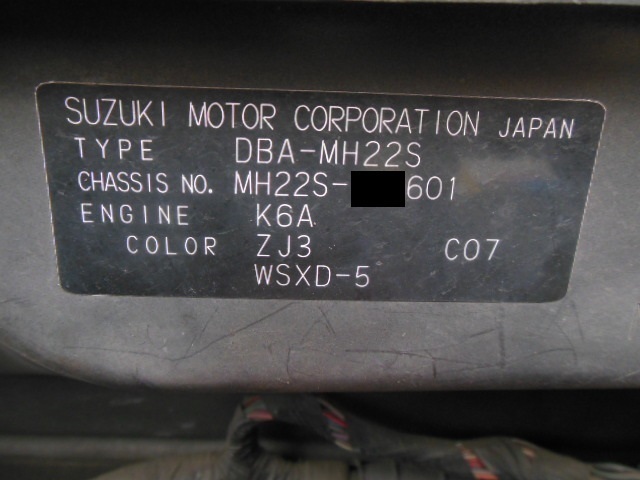 SUZUKI MOTOR CORPORATION JAPAN
TYPE DBA-MH22S
CHASSIS NO. MH22S- 601
ENGINE K6A
COLOR ZJ3 C07
WSXD-5